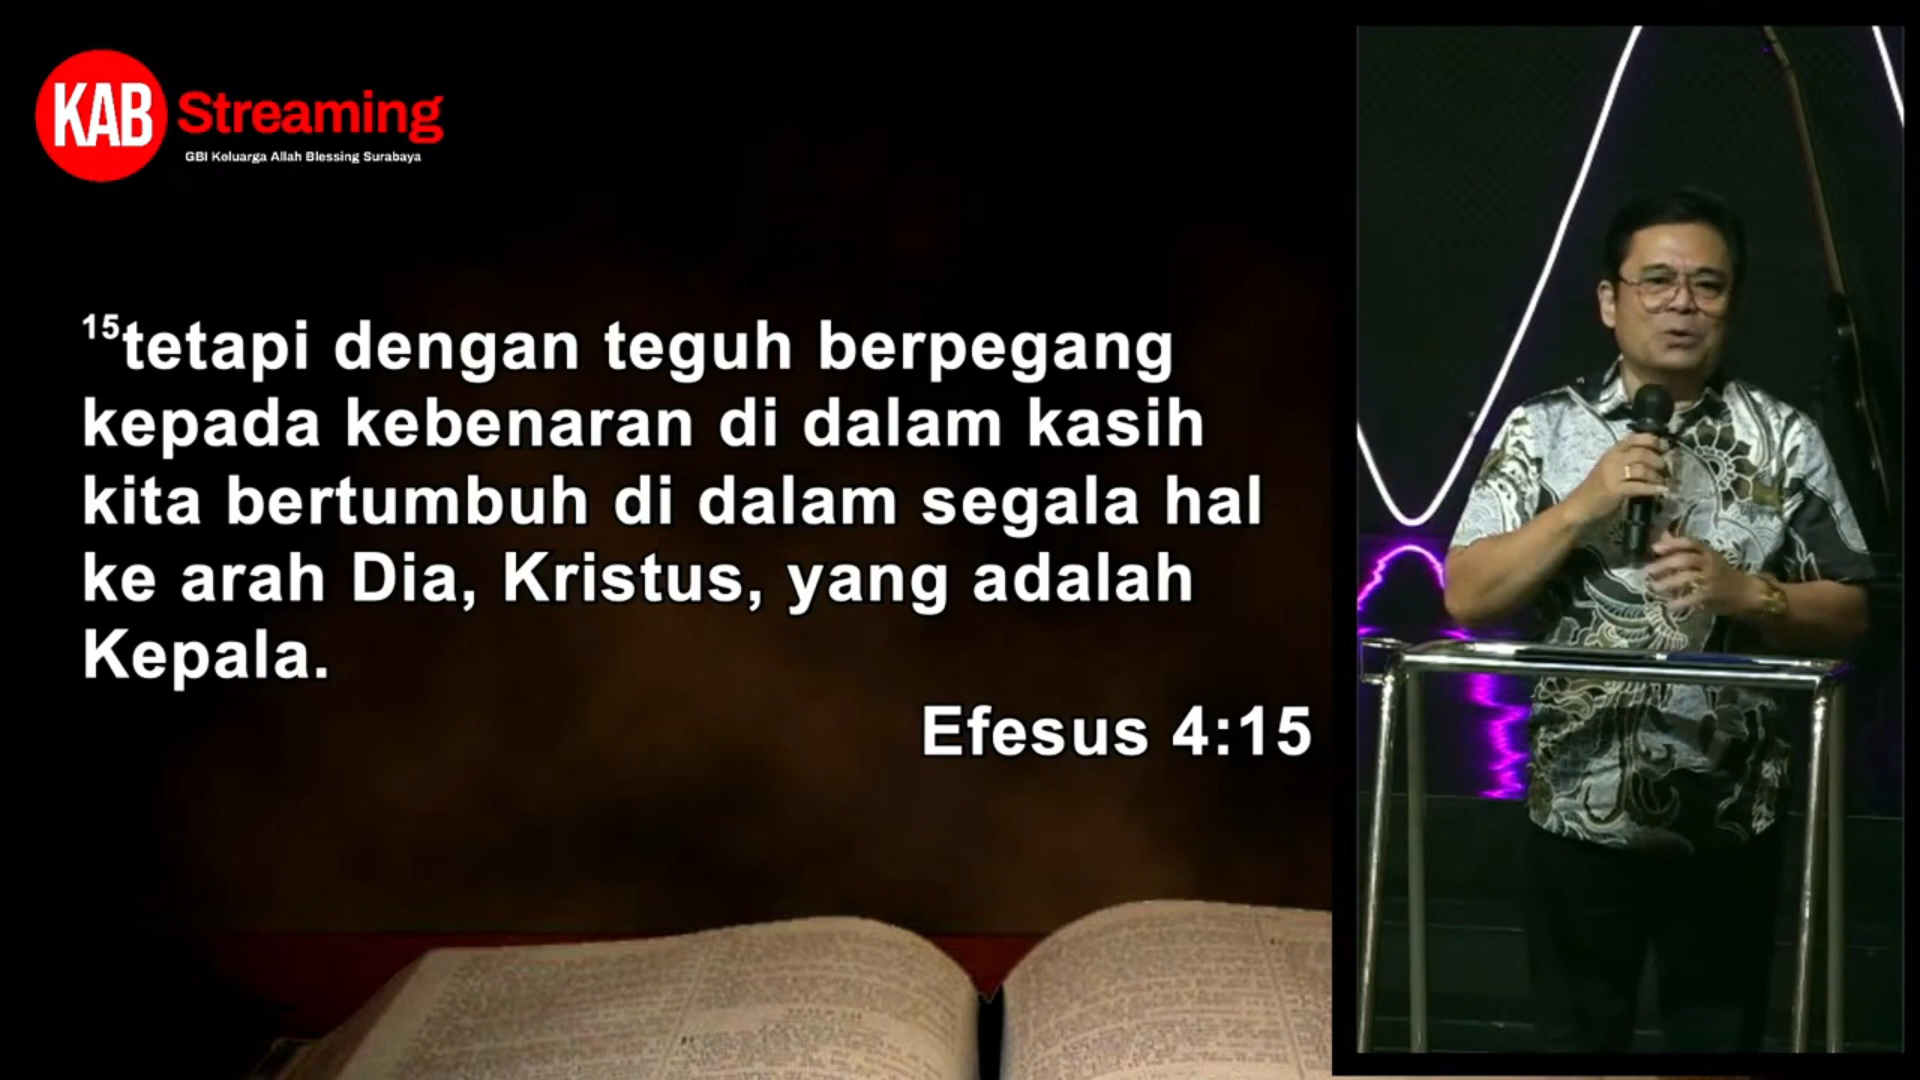 KAB Streaming
GBI Keluarga Allah Blessing Surabaya
15tetapi dengan teguh berpegang
kepada kebenaran di dalam kasih
kita bertumbuh di dalam segala hal
ke arah Dia, Kristus, yang adalah
Kepala.
Efesus 4:15